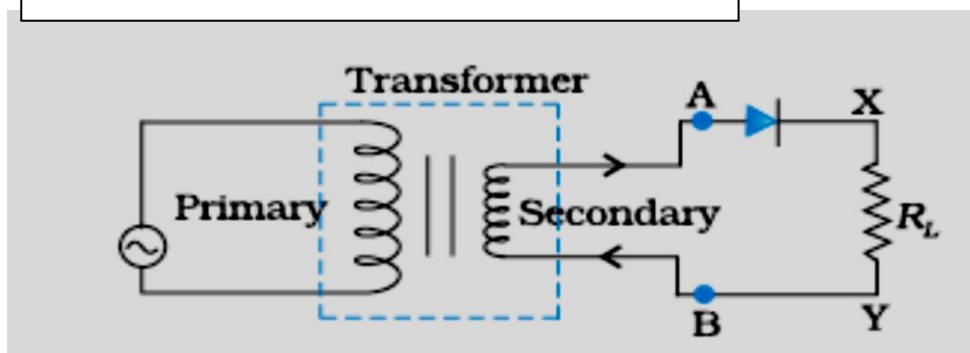 Transformer
A
X
Primary
Secondary
R_L
B
Y